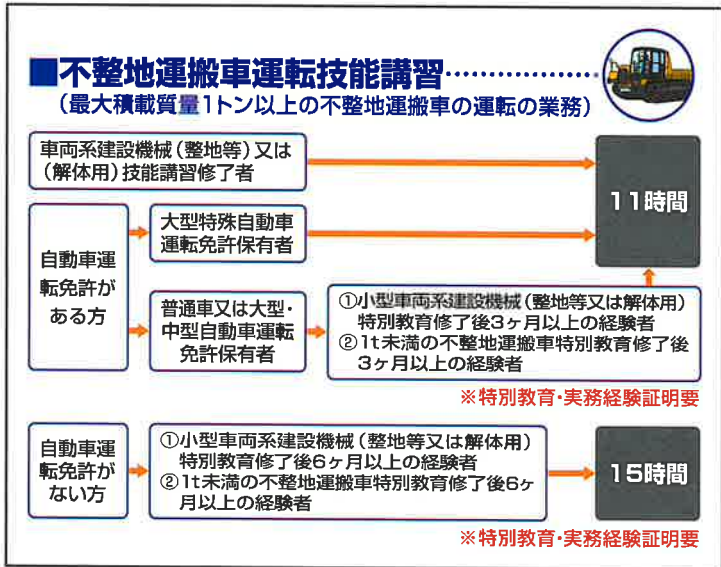 ■不整地運搬車運転技能講習
(最大積載質量1トン以上の不整地運搬車の運転の業務)
車両系建設機械(整地等)又は
(解体用)技能講習修了者
11時間
自動車運
転免許が
ある方
大型特殊自動車
運転免許保有者
普通車又は大型・
中型自動車運転
免許保有者
①小型車両系建設機械(整地等又は解体用)
特別教育修了後3ヶ月以上の経験者
②1t未満の不整地運搬車特別教育修了後
3ヶ月以上の経験者
※特別教育・実務経験証明要
自動車運
転免許が
ない方
①小型車両系建設機械(整地等又は解体用)
特別教育修了後6ヶ月以上の経験者
②1t未満の不整地運搬車特別教育修了後6ヶ
月以上の経験者
15時間
※特別教育・実務経験証明要